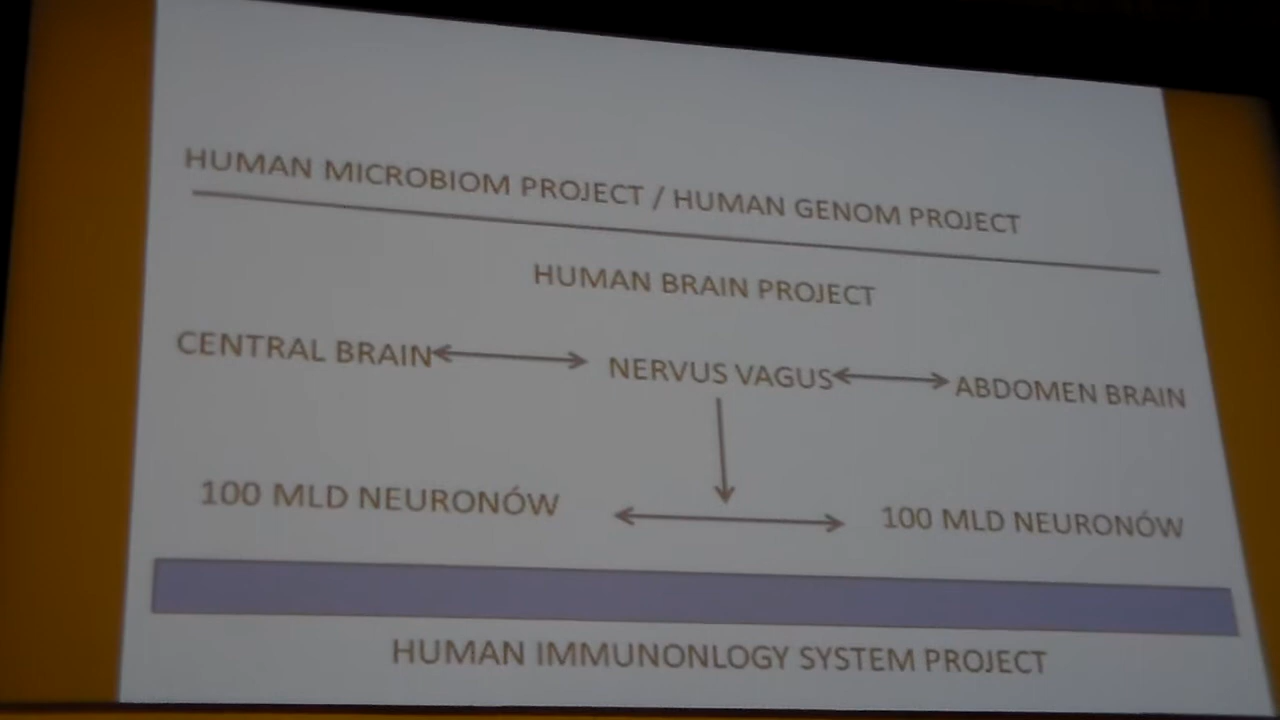 HUMAN MICROBIOM PROJECT / HUMAN GENOM PROJECT
HUMAN BRAIN PROJECT
CENTRAL BRAIN NERVUS VAGUS ABDOMEN BRAIN
100 MLD NEURONÓW 100 MLD NEURONÓW
HUMAN IMMUNONLOGY SYSTEM PROJECT